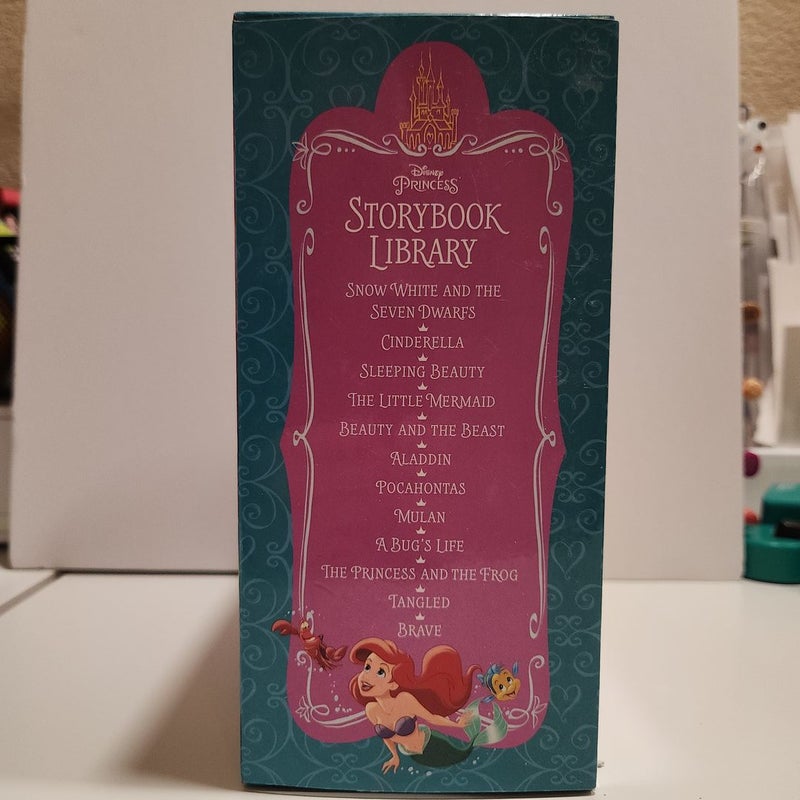 Disney
Princess
Storybook
Library
Snow White and the
Seven Dwarfs
Cinderella
Sleeping Beauty
The Little Mermaid
Beauty and the Beast
Aladdin
Pocahontas
Mulan
A Bug's Life
The Princess and the Frog
Tangled
Brave